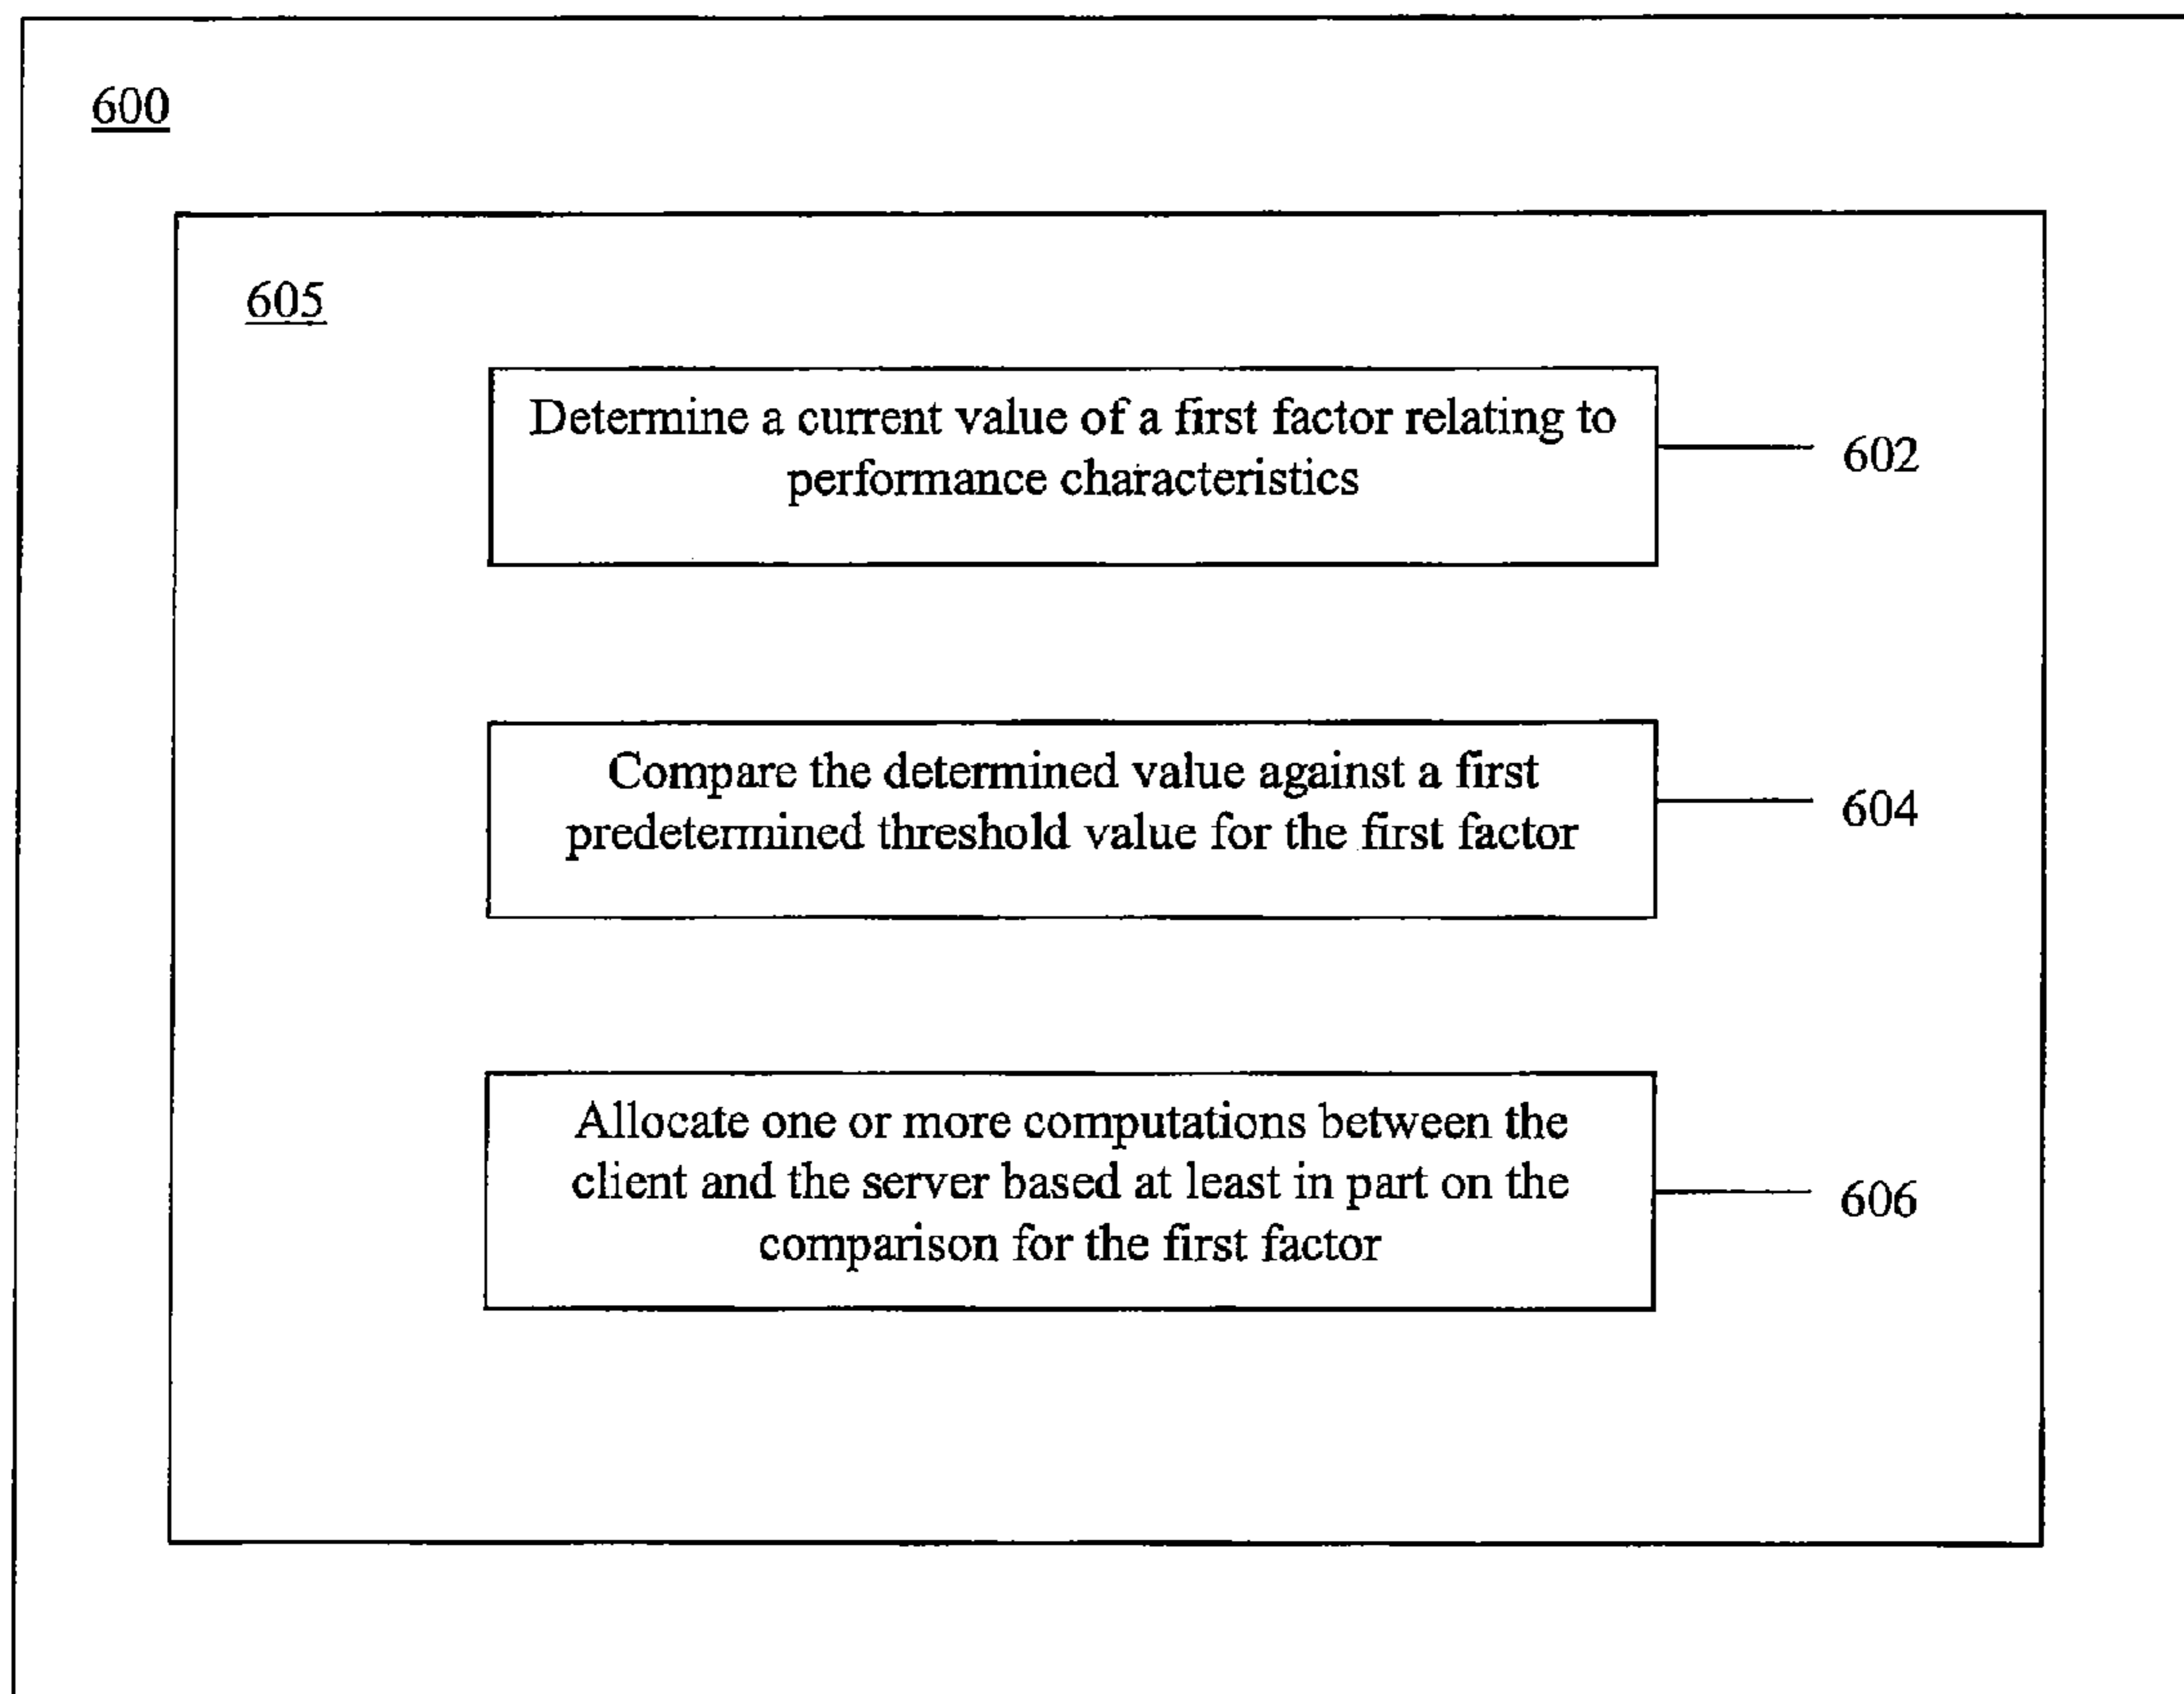 600
605
Determine a current value of a first factor relating to
performance characteristics
602
Compare the determined value against a first
predetermined threshold value for the first factor
604
Allocate one or more computations between the
client and the server based at least in part on the
comparison for the first factor
606